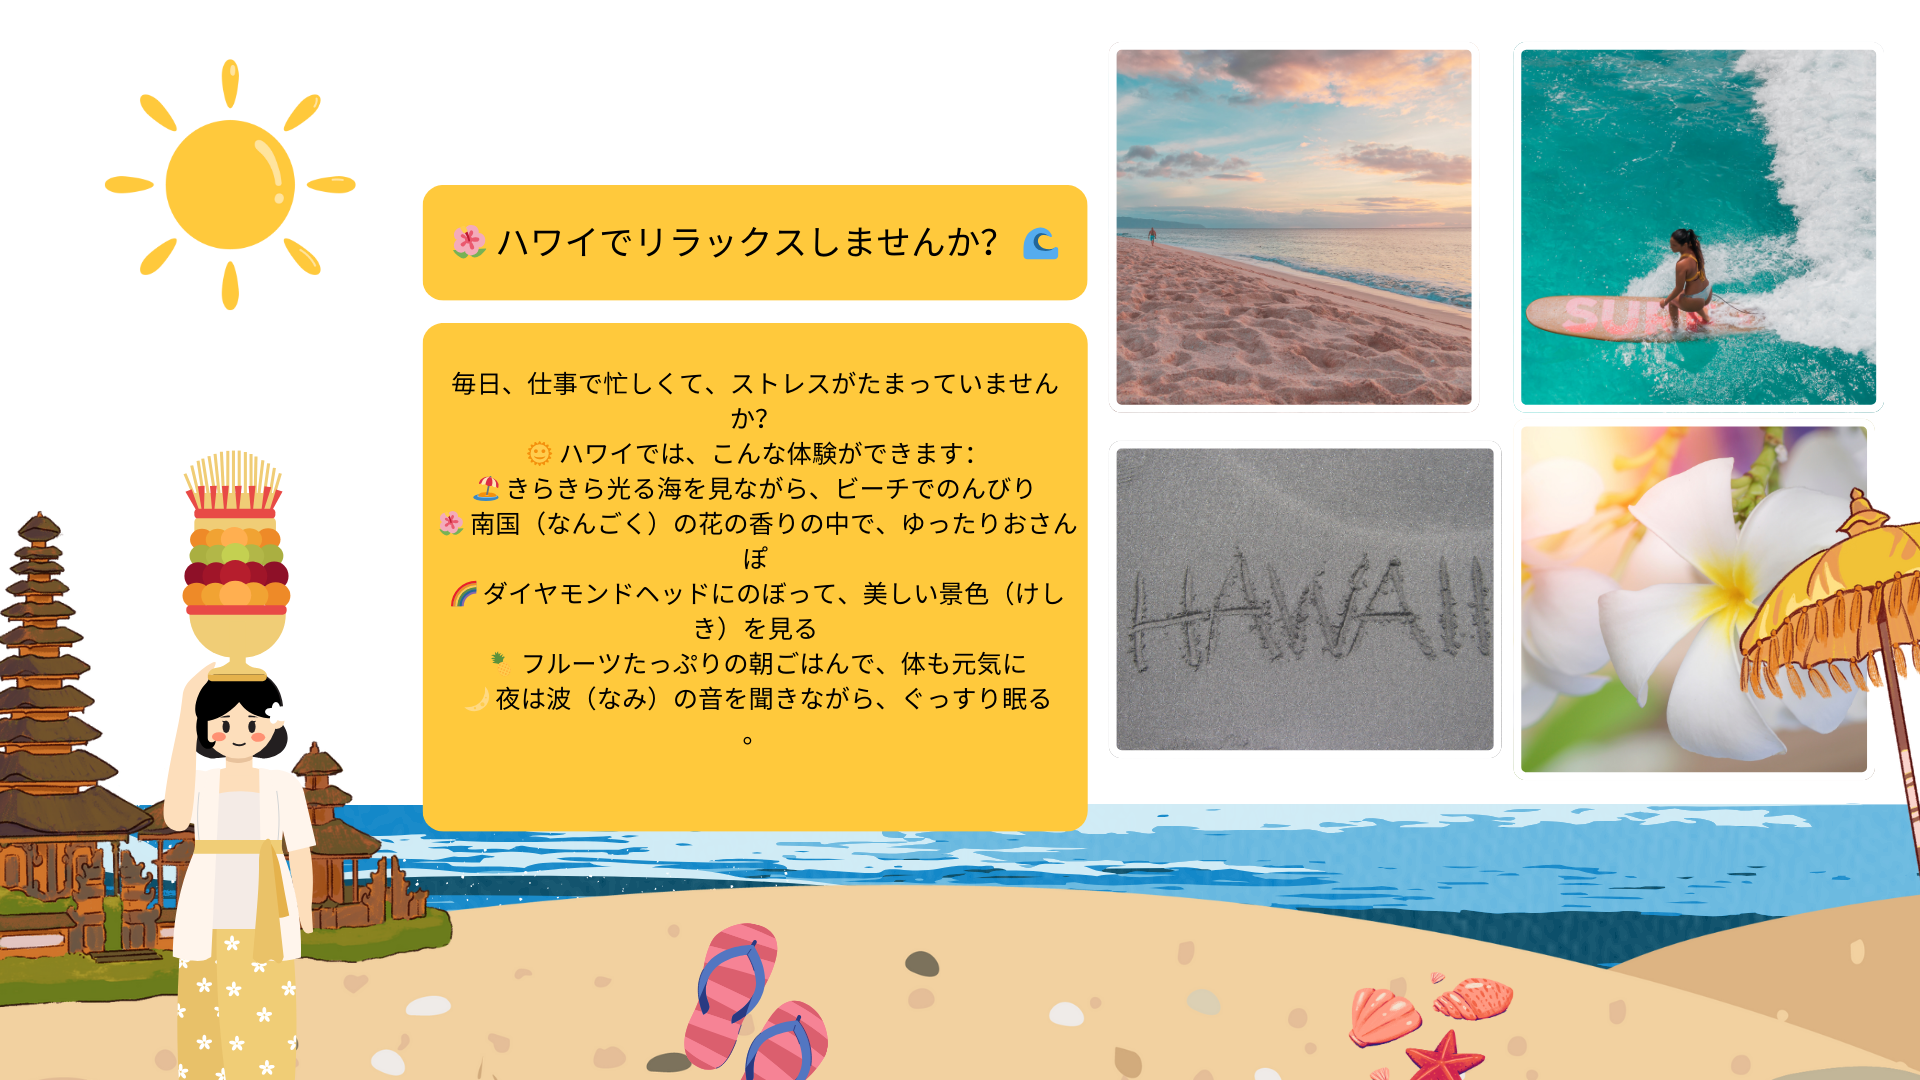 🌺 ハワイでリラックスしませんか？ 🌊
毎日、仕事で忙しくて、ストレスがたまっていません
か？
🌞 ハワイでは、こんな体験ができます：
🏖️ きらきら光る海を見ながら、ビーチでのんびり
🌺 南国（なんごく）の花の香りの中で、ゆったりおさん
ぽ
🌈 ダイヤモンドヘッドにのぼって、美しい景色（けし
き）を見る
🍍 フルーツたっぷりの朝ごはんで、体も元気に
🌙 夜は波（なみ）の音を聞きながら、ぐっすり眠る
。
HAWAII